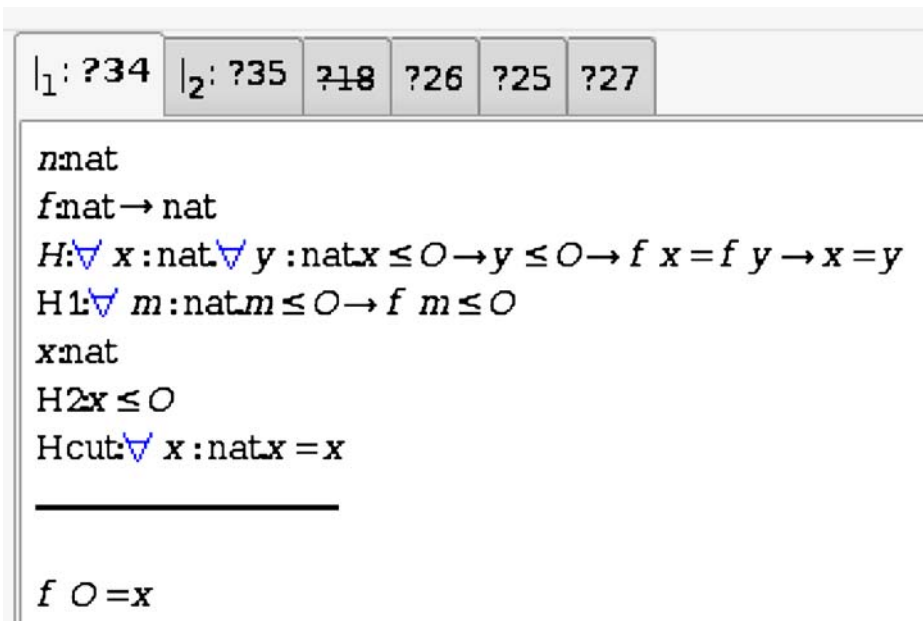 |₁: ?34 |₂: ?35 ?18 ?26 ?25 ?27
n:nat
f:nat→ nat
H:∀ x : nat.∀ y : nat.x ≤ O→y ≤ O→ f x = f y → x = y
H1:∀ m : nat.m ≤ O→ f m ≤ O
x:nat
H2:x ≤ O
Hcut:∀ x : nat.x = x
f O =x